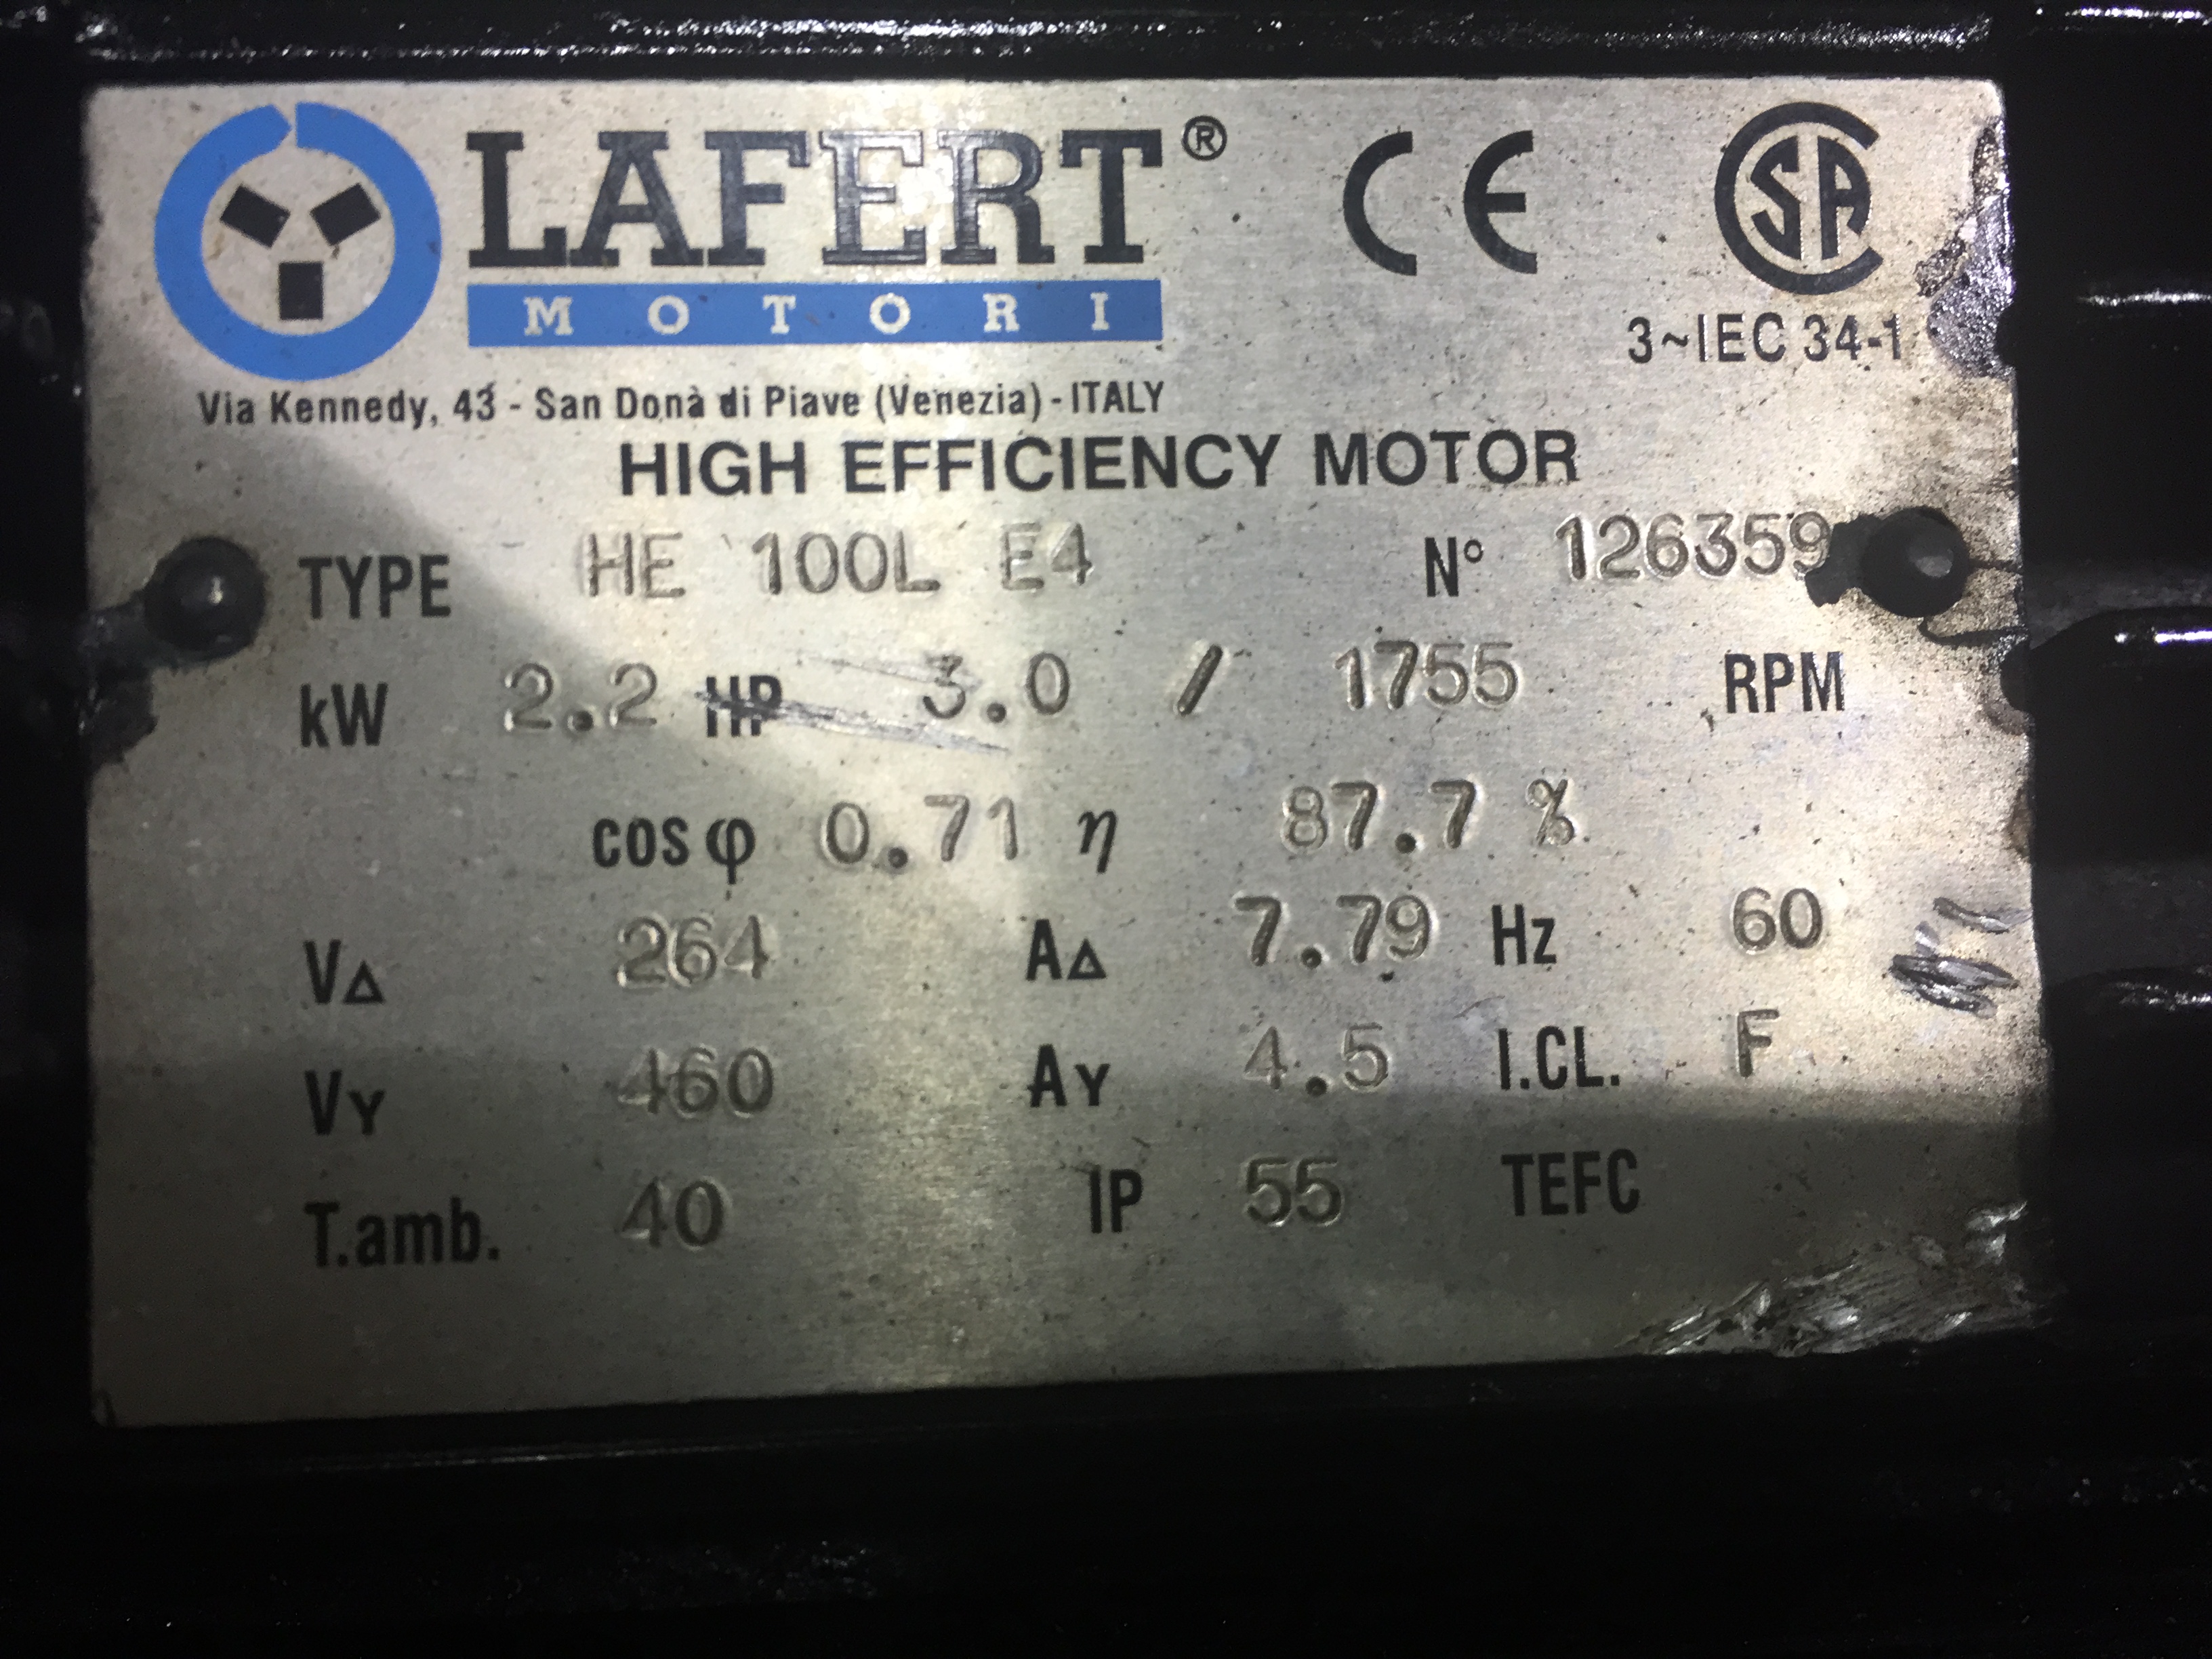 LAFERT® CE CSA
MOTORI
3~IEC 34-1
Via Kennedy, 43 - San Donà di Piave (Venezia) - ITALY
HIGH EFFICIENCY MOTOR
TYPE HE 100L E4 N° 126359
kW 2.2 HP 3.0 / 1755 RPM
cos φ 0.71 η 87.7 %
VΔ 264 AΔ 7.79 Hz 60
VY 460 AY 4.5 I.CL. F
T.amb. 40 IP 55 TEFC